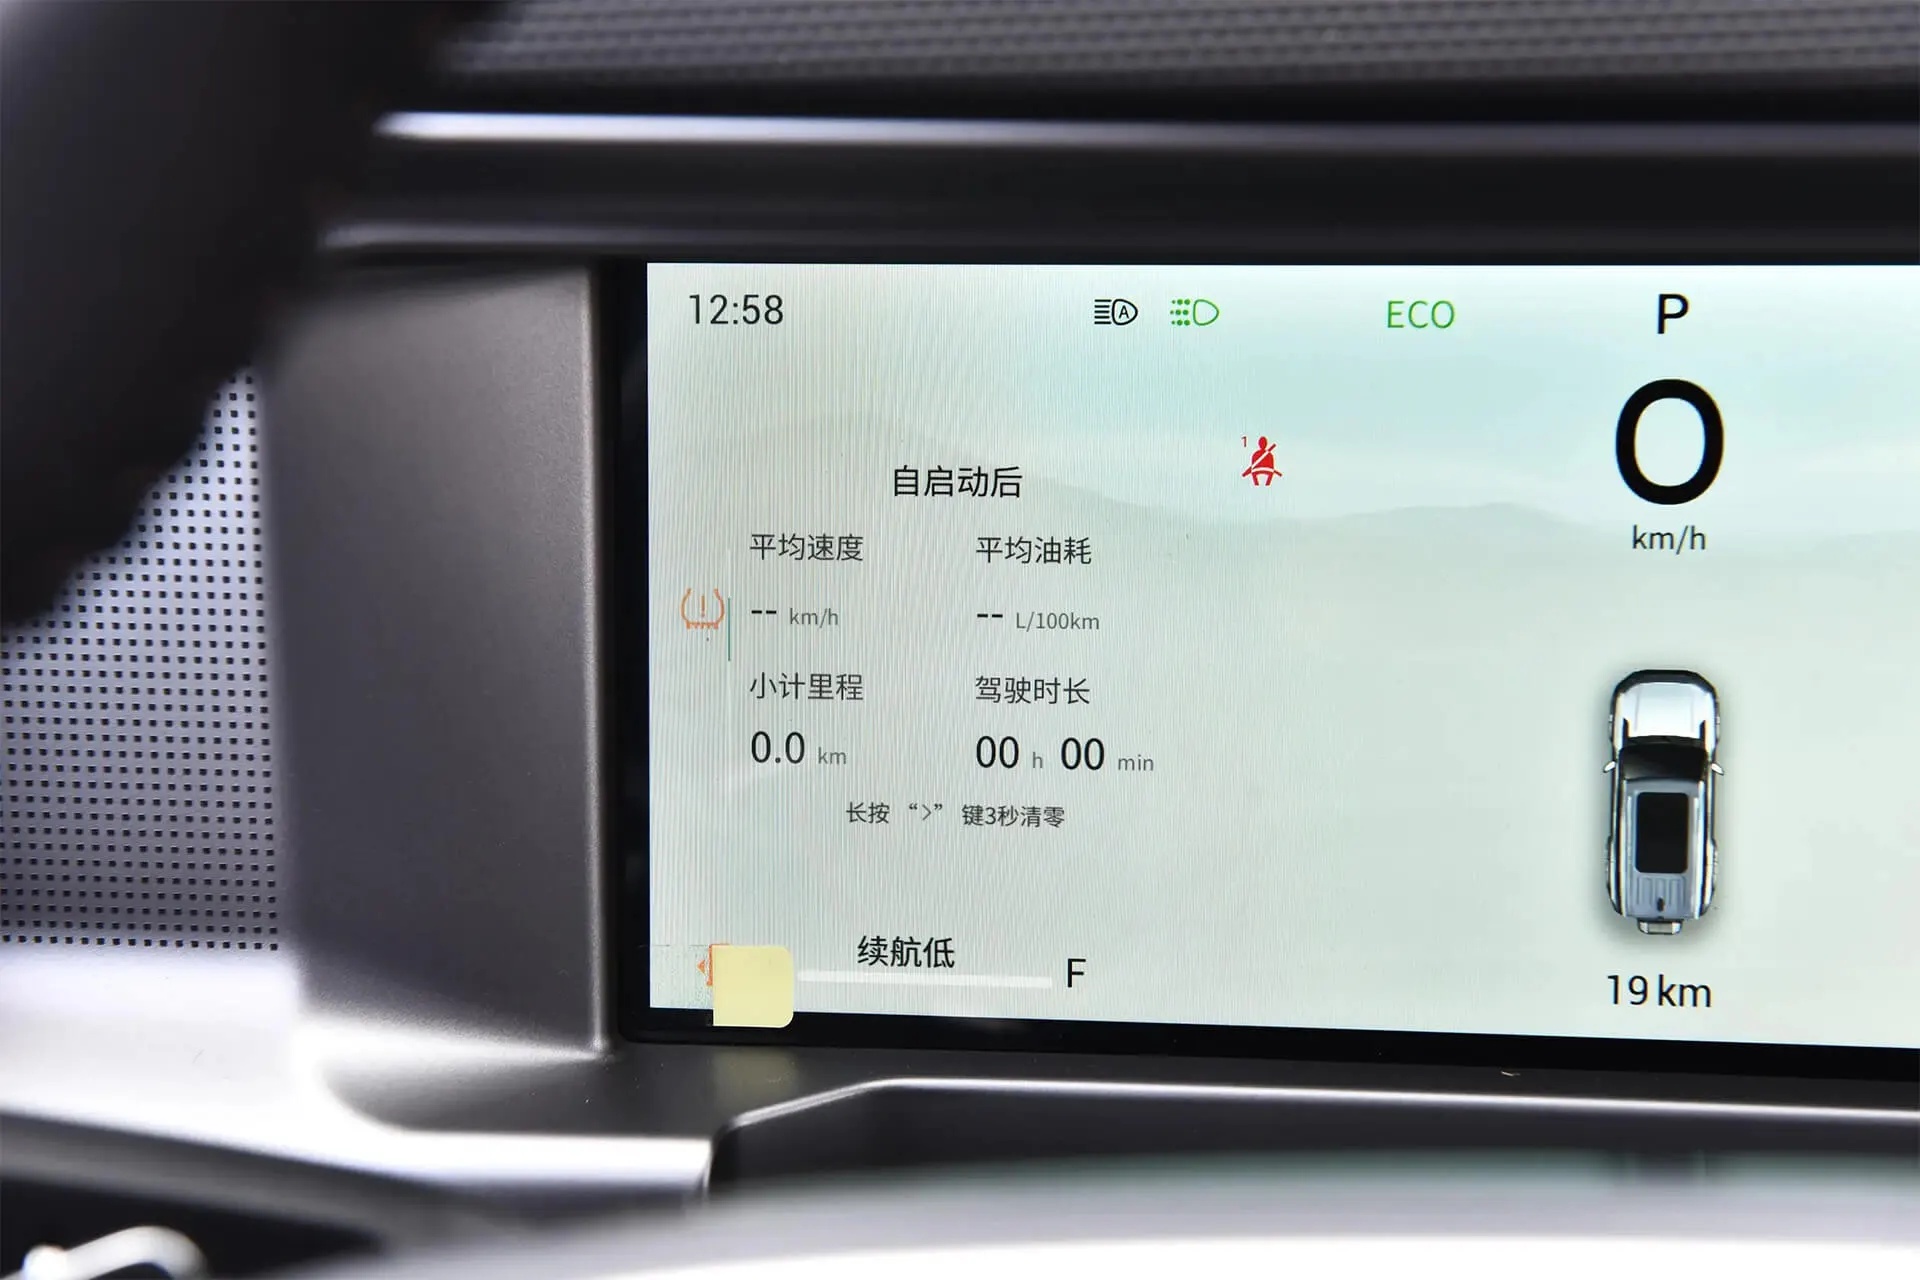 12:58
ECO
P
0
km/h
自启动后
1
平均速度 平均油耗
-- km/h -- L/100km
小计里程 驾驶时长
0.0 km 00 h 00 min
长按 “>” 键3秒清零
续航低
F
19 km